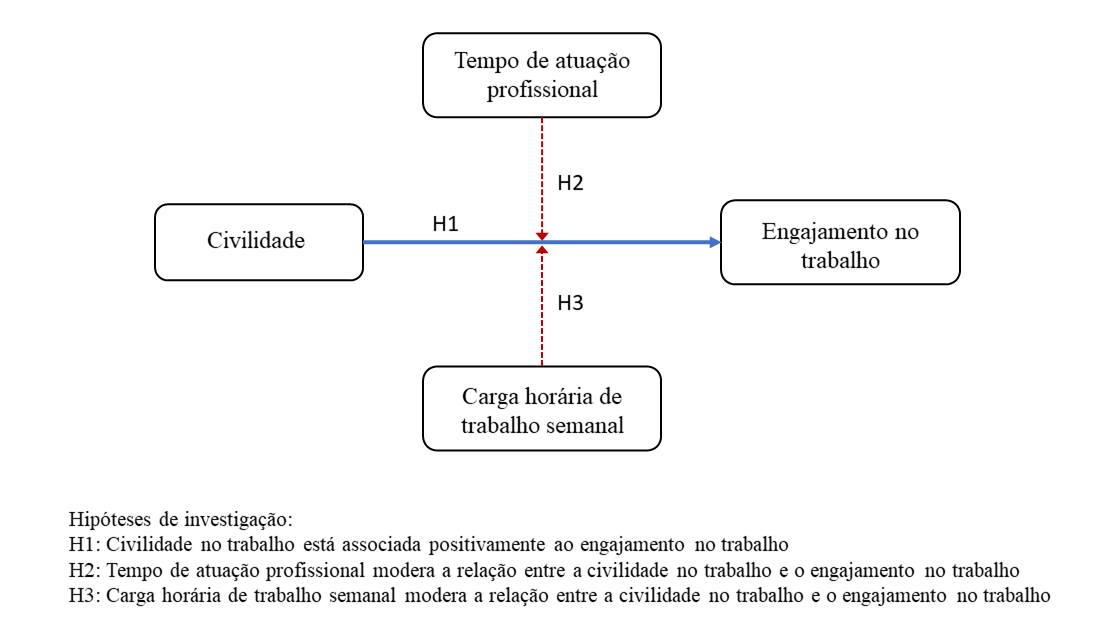 Tempo de atuação
profissional
H2
Civilidade
H1
Engajamento no
trabalho
H3
Carga horária de
trabalho semanal
Hipóteses de investigação:
H1: Civilidade no trabalho está associada positivamente ao engajamento no trabalho
H2: Tempo de atuação profissional modera a relação entre a civilidade no trabalho e o engajamento no trabalho
H3: Carga horária de trabalho semanal modera a relação entre a civilidade no trabalho e o engajamento no trabalho